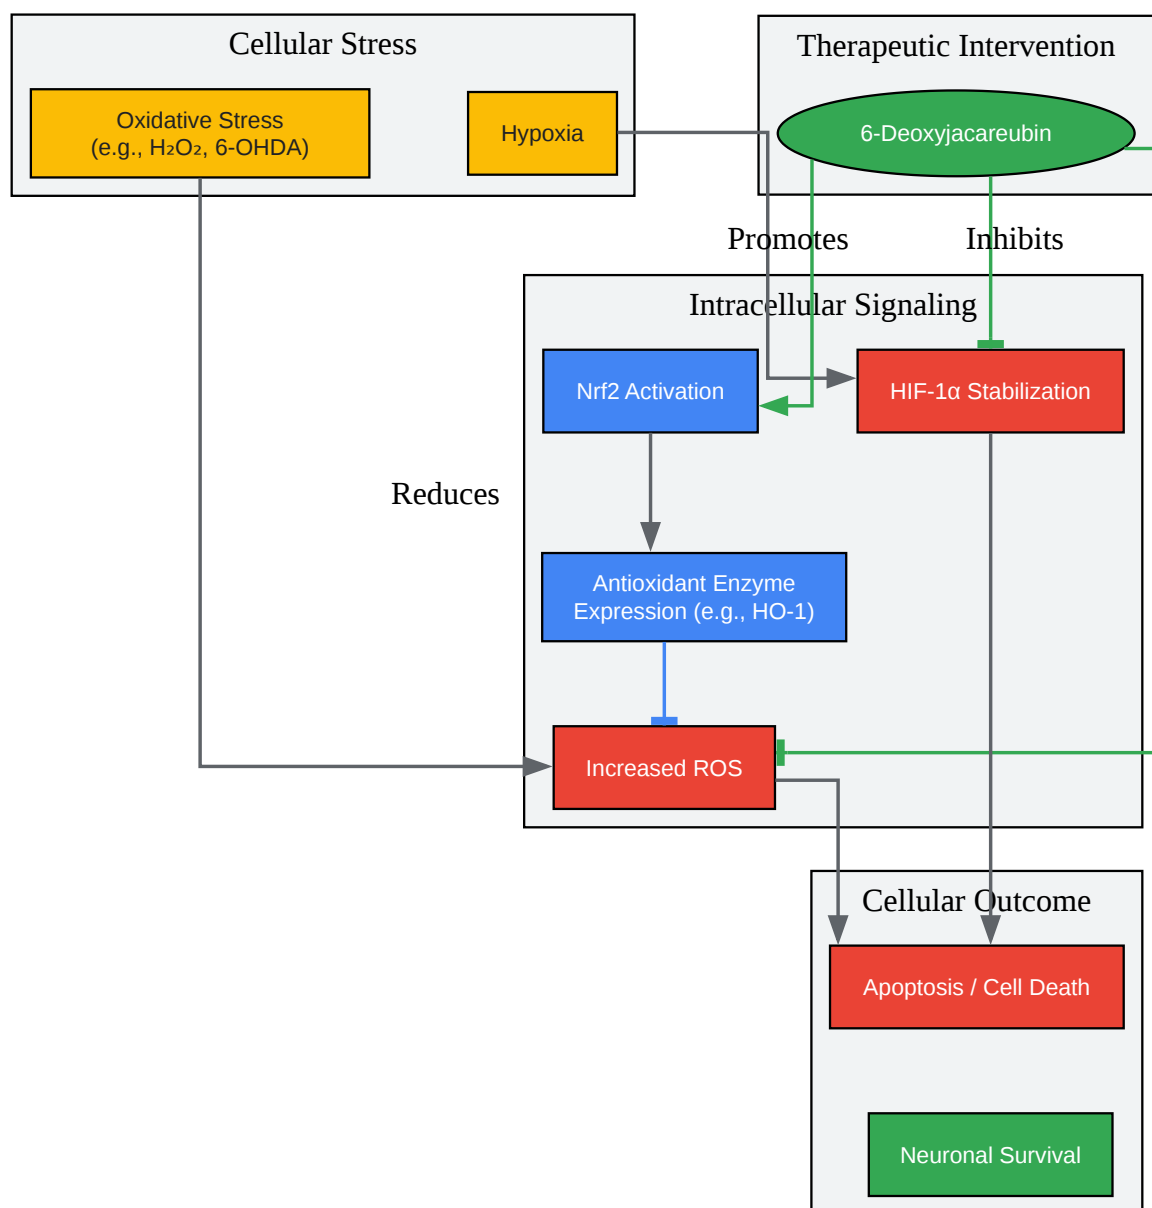 Cellular Stress
Oxidative Stress
(e.g., H₂O₂, 6-OHDA)
Hypoxia
Therapeutic Intervention
6-Deoxyjacareubin
Promotes
Inhibits
Intracellular Signaling
Nrf2 Activation
HIF-1α Stabilization
Reduces
Antioxidant Enzyme
Expression (e.g., HO-1)
Increased ROS
Cellular Outcome
Apoptosis / Cell Death
Neuronal Survival